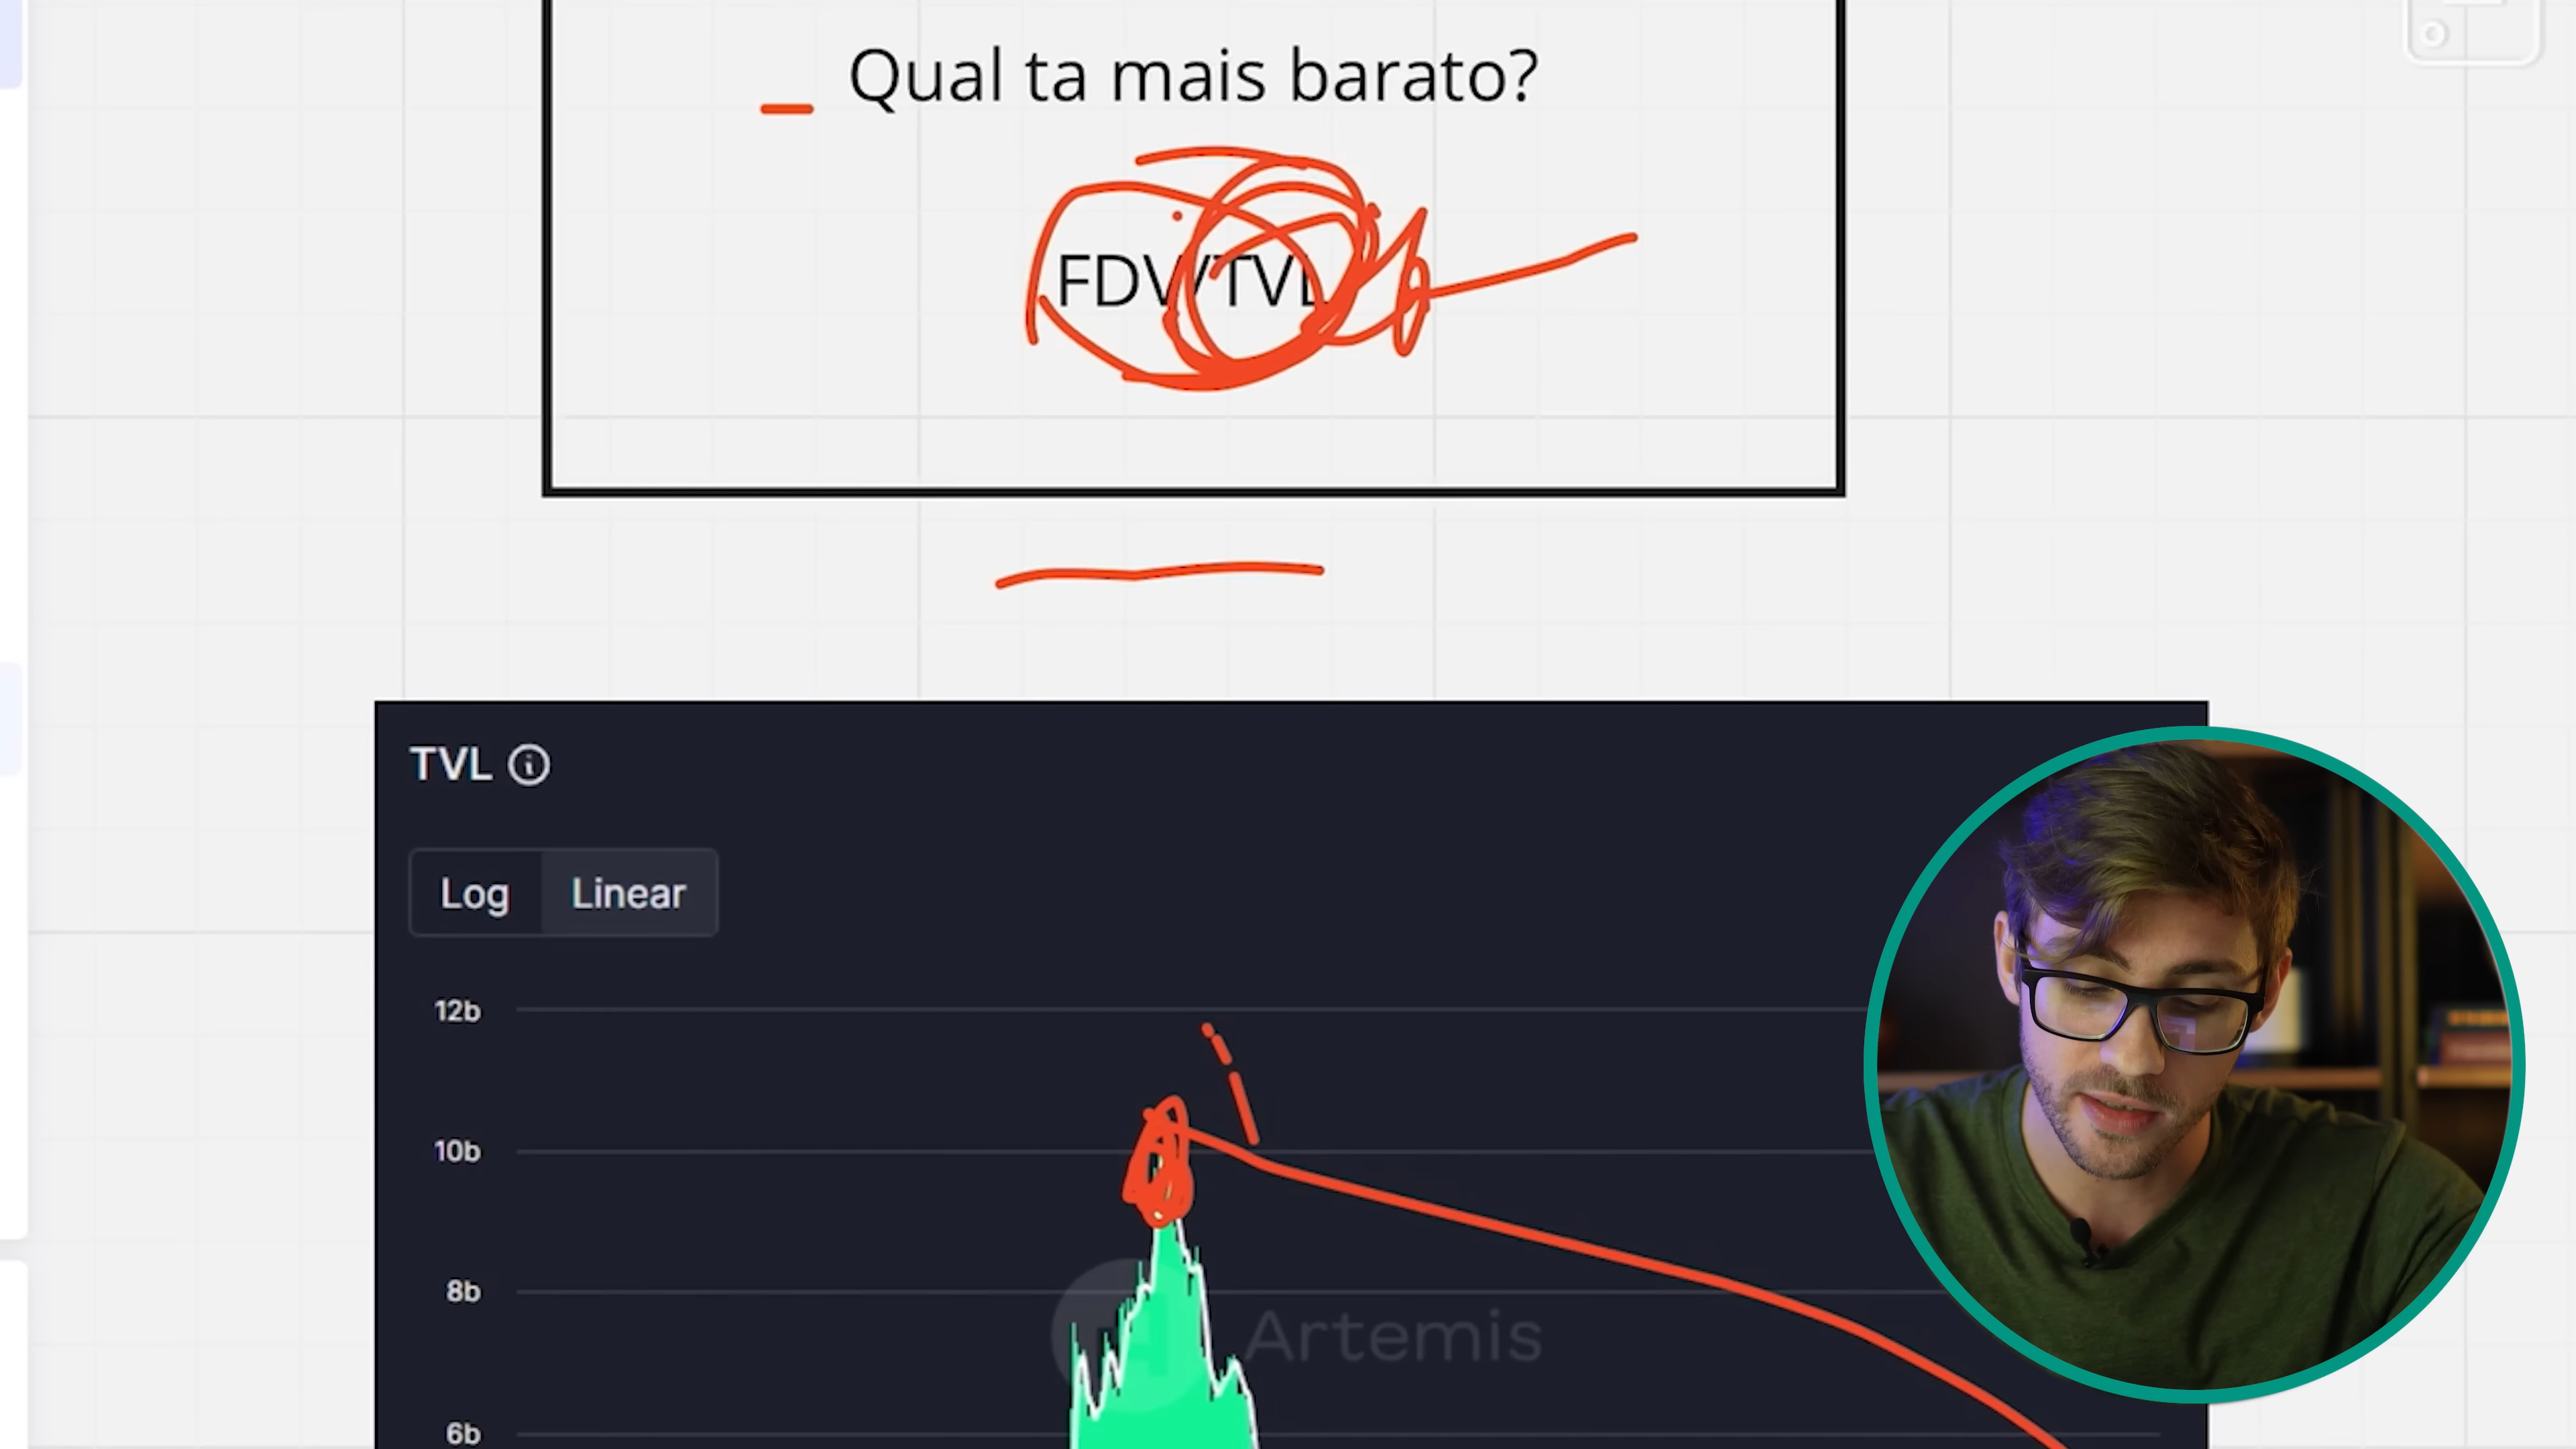 Qual ta mais barato?
FDV/TVL
TVL
Log Linear
12b
10b
8b
Artemis
6b